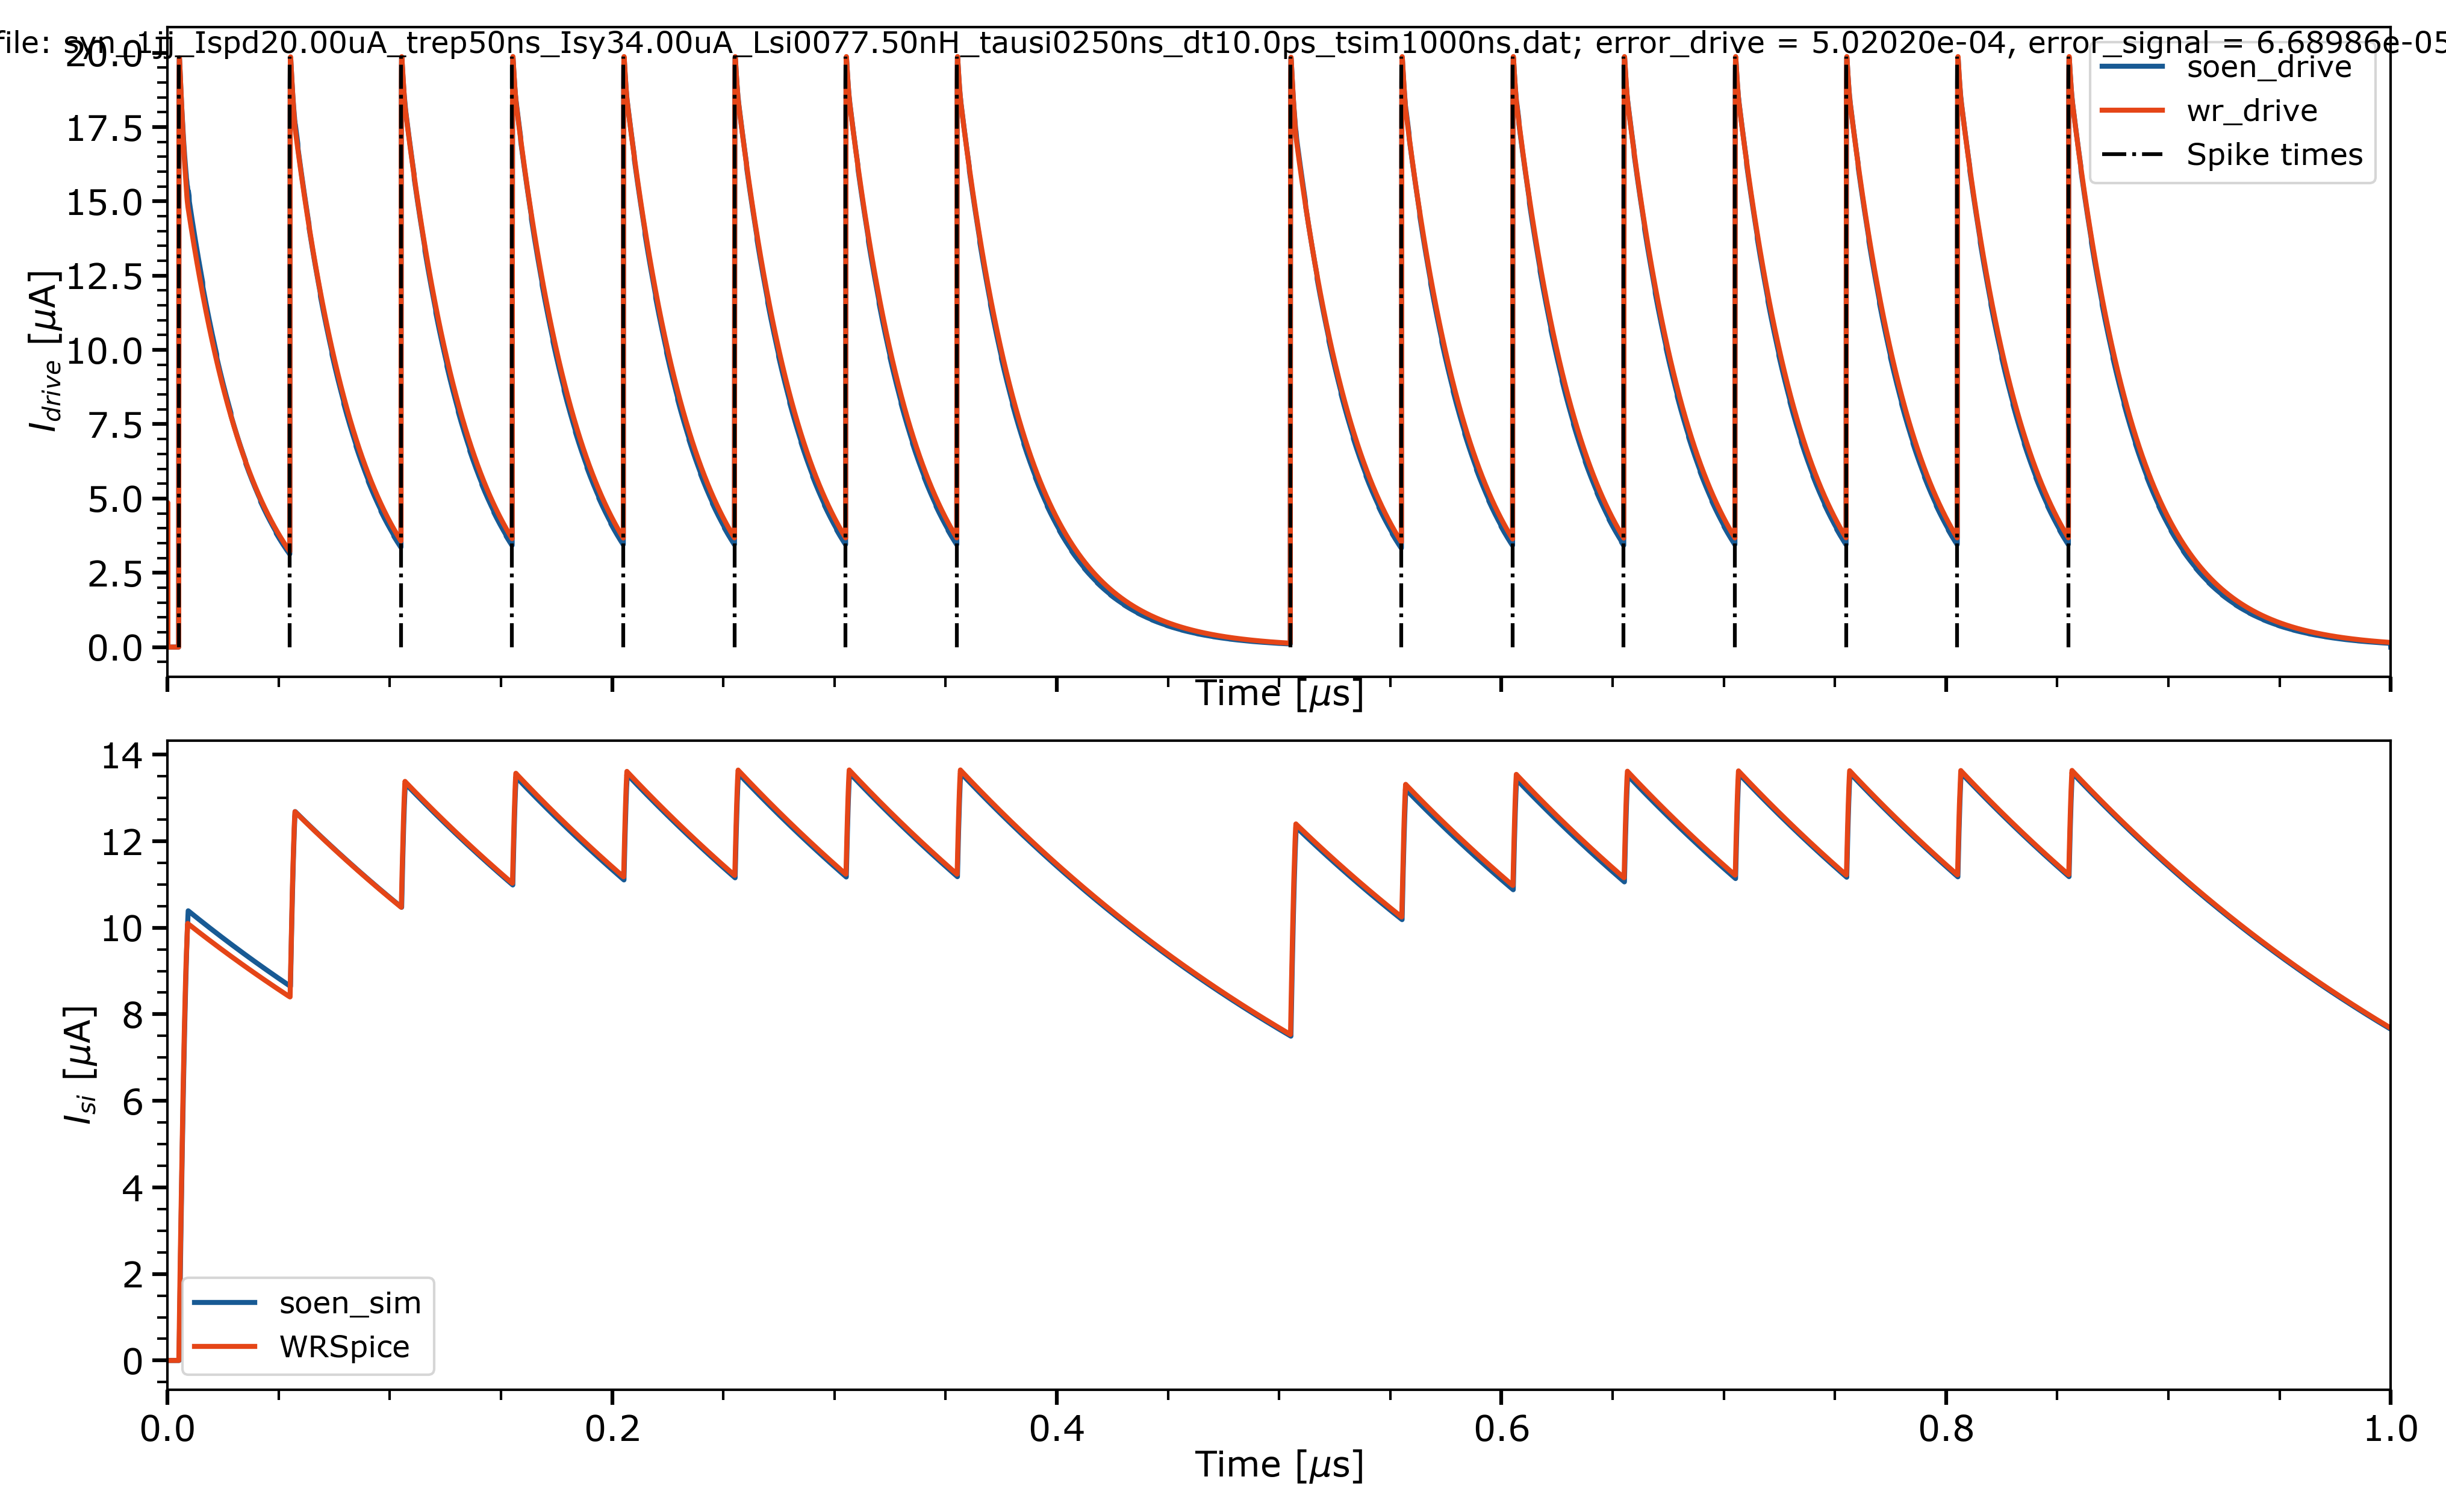 file: syn_1jj_Ispd20.00uA_trep50ns_Isy34.00uA_Lsi0077.50nH_tausi0250ns_dt10.0ps_tsim1000ns.dat; error_drive = 5.02020e-04, error_signal = 6.68986e-05
20.0
17.5
15.0
12.5
10.0
7.5
5.0
2.5
0.0
I_drive [μA]
soen_drive
wr_drive
Spike times
Time [μs]
14
12
10
8
6
4
2
0
I_si [μA]
soen_sim
WRSpice
0.0 0.2 0.4 0.6 0.8 1.0
Time [μs]